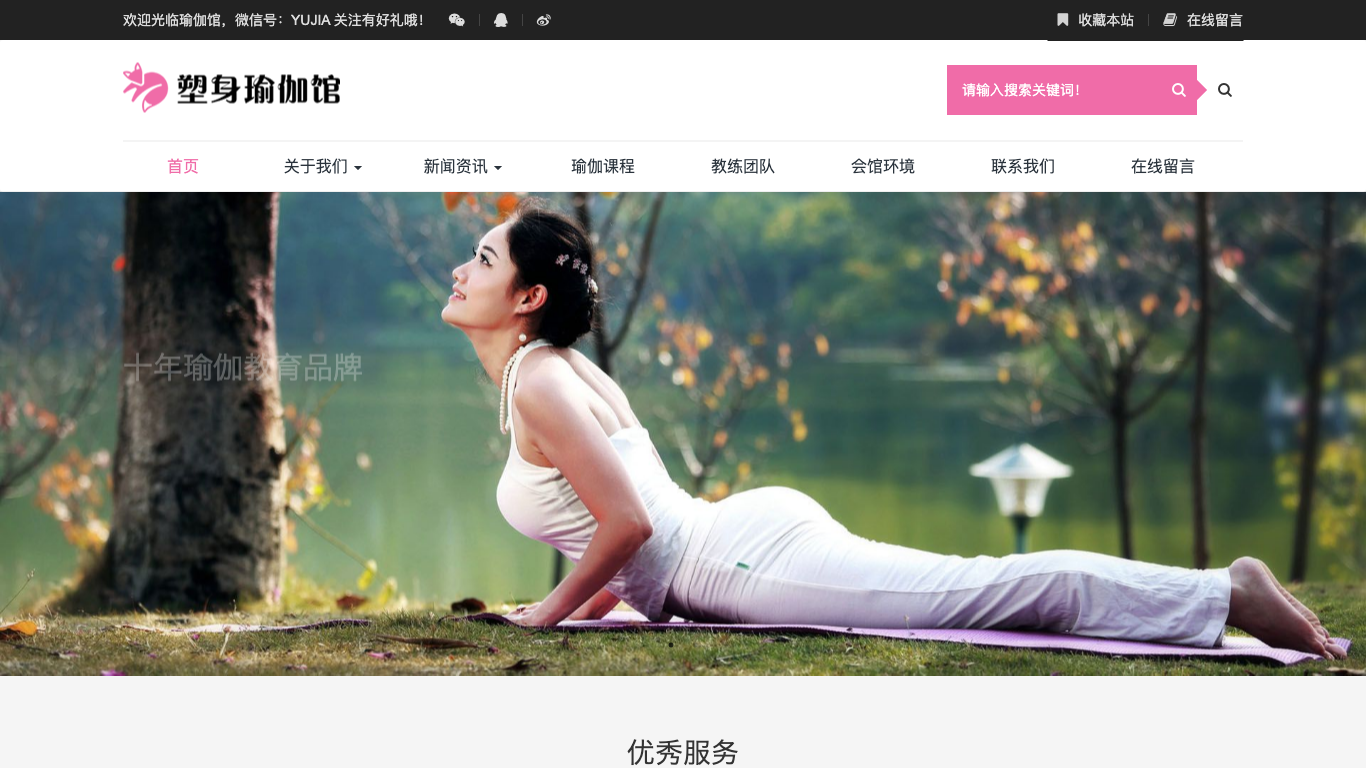 欢迎光临瑜伽馆，微信号：YUJIA 关注有好礼哦！
收藏本站
在线留言
塑身瑜伽馆
请输入搜索关键词！
首页
关于我们
新闻资讯
瑜伽课程
教练团队
会馆环境
联系我们
在线留言
十年瑜伽教育品牌
优秀服务